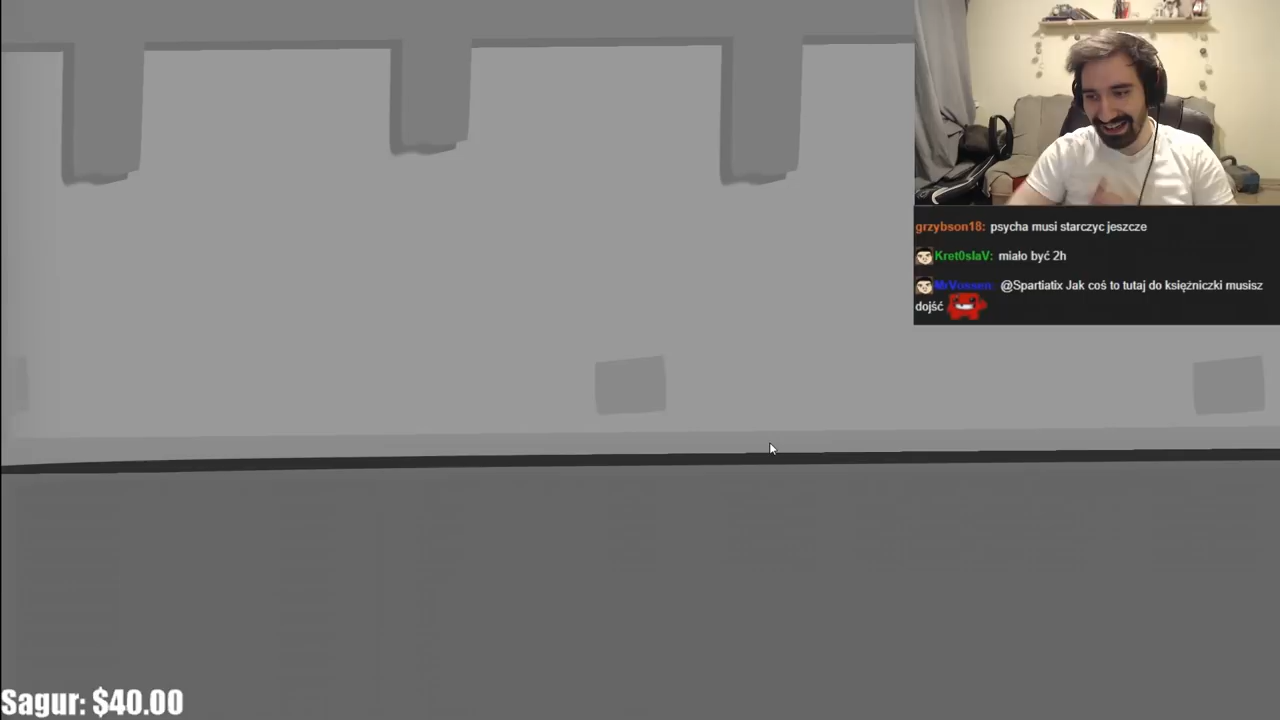 grzybson18: psycha musi starczyc jeszcze
Kret0slaV: miało być 2h
MrVossen: @Spartiatix Jak coś to tutaj do księżniczki musisz
dojść
Sagur: $40.00